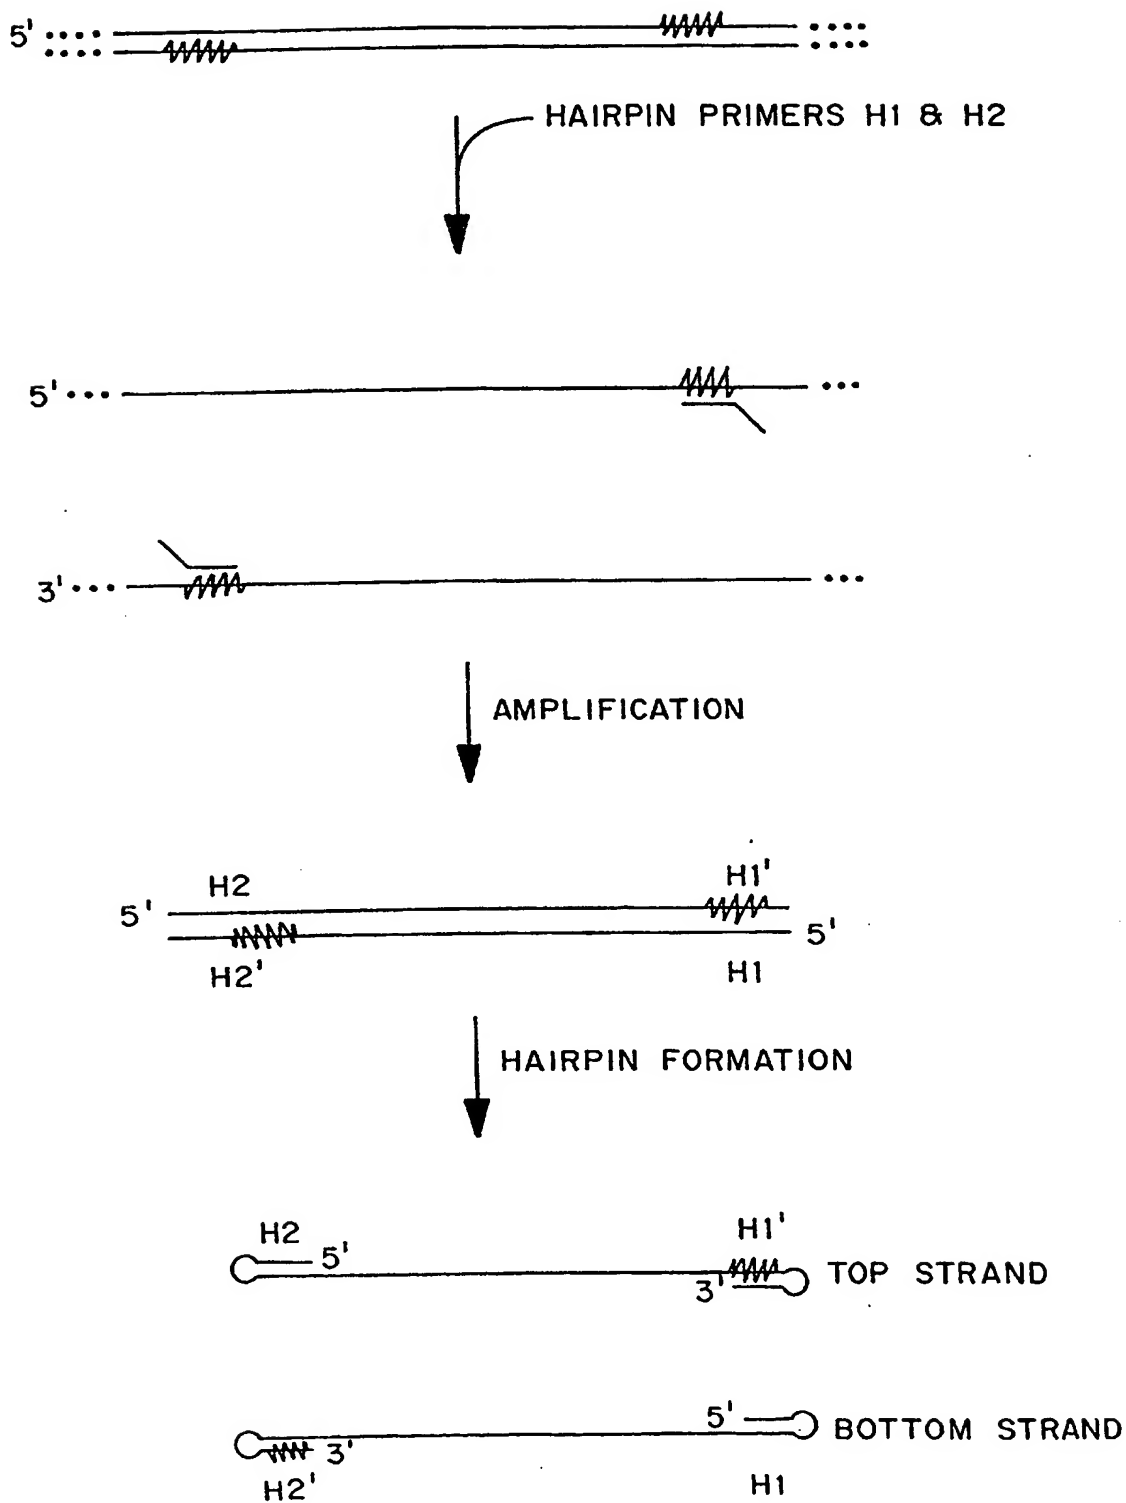 5'
HAIRPIN PRIMERS H1 & H2
5'
3'
AMPLIFICATION
H2 H1'
5' 5'
H2' H1
HAIRPIN FORMATION
H2 H1'
5' 3' TOP STRAND
5' BOTTOM STRAND
3'
H2' H1